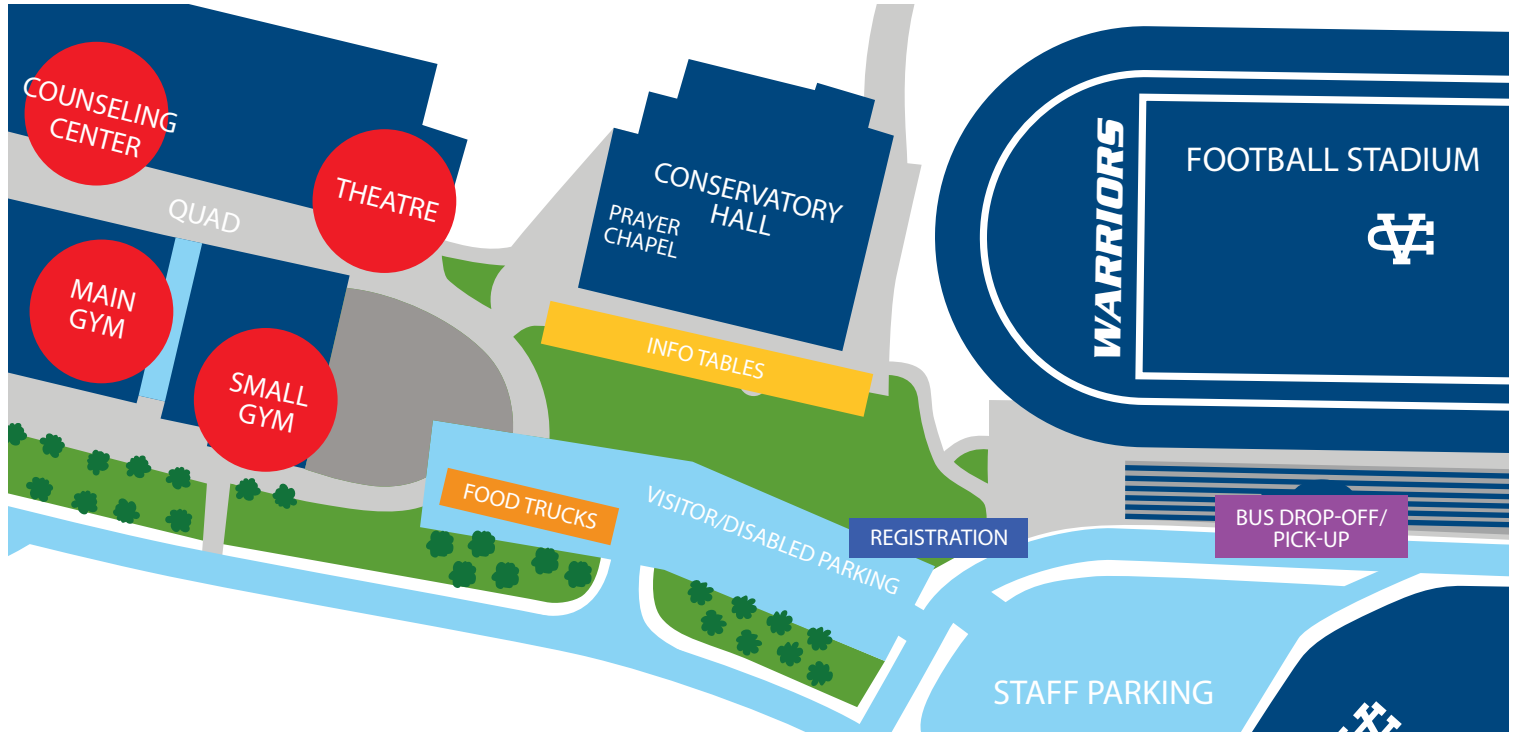 COUNSELING
CENTER
THEATRE
QUAD
MAIN
GYM
SMALL
GYM
CONSERVATORY
HALL
PRAYER
CHAPEL
INFO TABLES
FOOD TRUCKS
VISITOR/DISABLED PARKING
REGISTRATION
WARRIORS
FOOTBALL STADIUM
VC
BUS DROP-OFF/
PICK-UP
STAFF PARKING